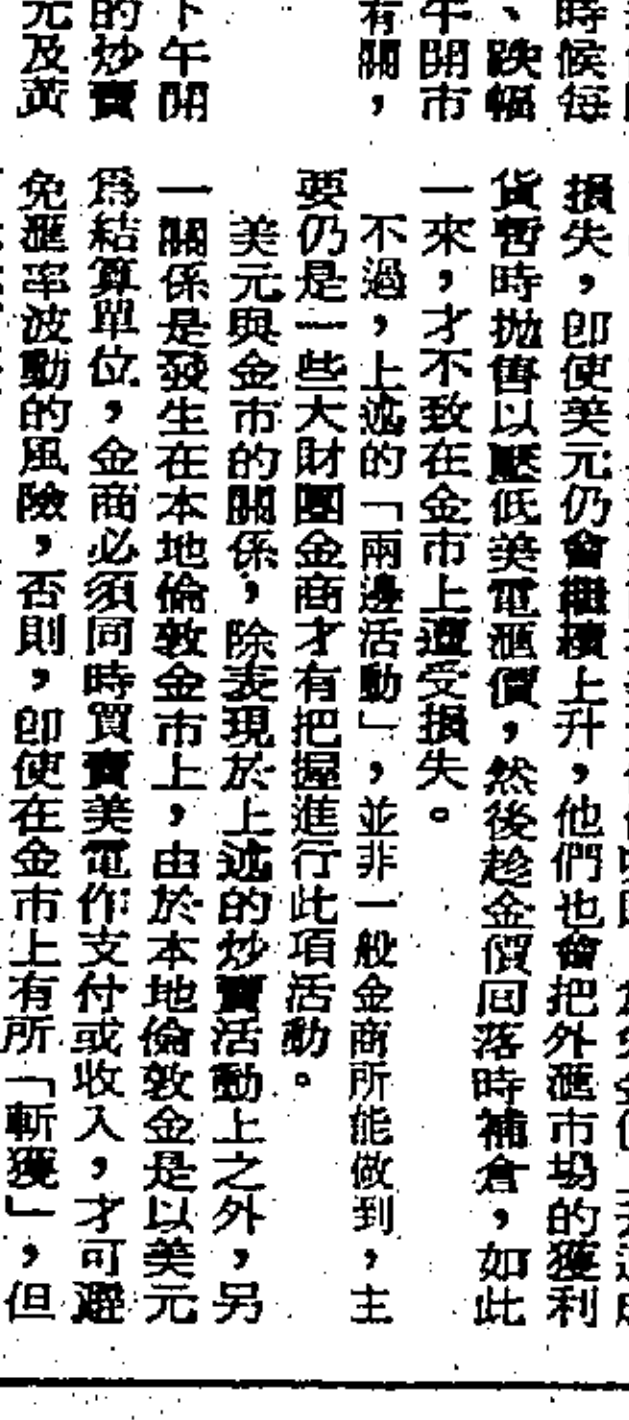 時候每
、跌幅
午開市
有關，
下午開
的炒賣
元及黃
損失，即使美元仍會繼續上升，他們也會把外滙市場的獲利
貨暫時拋售以壓低美電滙價，然後趁金價回落時補倉，如此
一來，才不致在金市上遭受損失。
不過，上述的「兩邊活動」，並非一般金商所能做到，主
要仍是一些大財團金商才有把握進行此項活動。
美元與金市的關係，除表現於上述的炒賣活動上之外，另
一關係是發生在本地倫敦金市上，由於本地倫敦金是以美元
爲結算單位，金商必須同時買賣美電作支付或收入，才可避
免滙率波動的風險，否則，即使在金市上有所「斬獲」，但